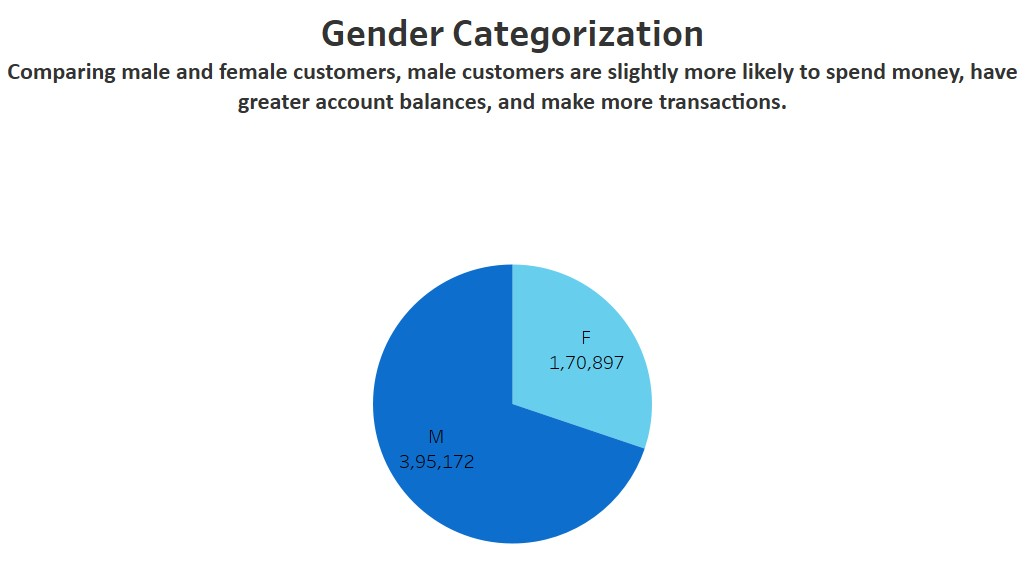 Gender Categorization
Comparing male and female customers, male customers are slightly more likely to spend money, have
greater account balances, and make more transactions.
F
1,70,897
M
3,95,172